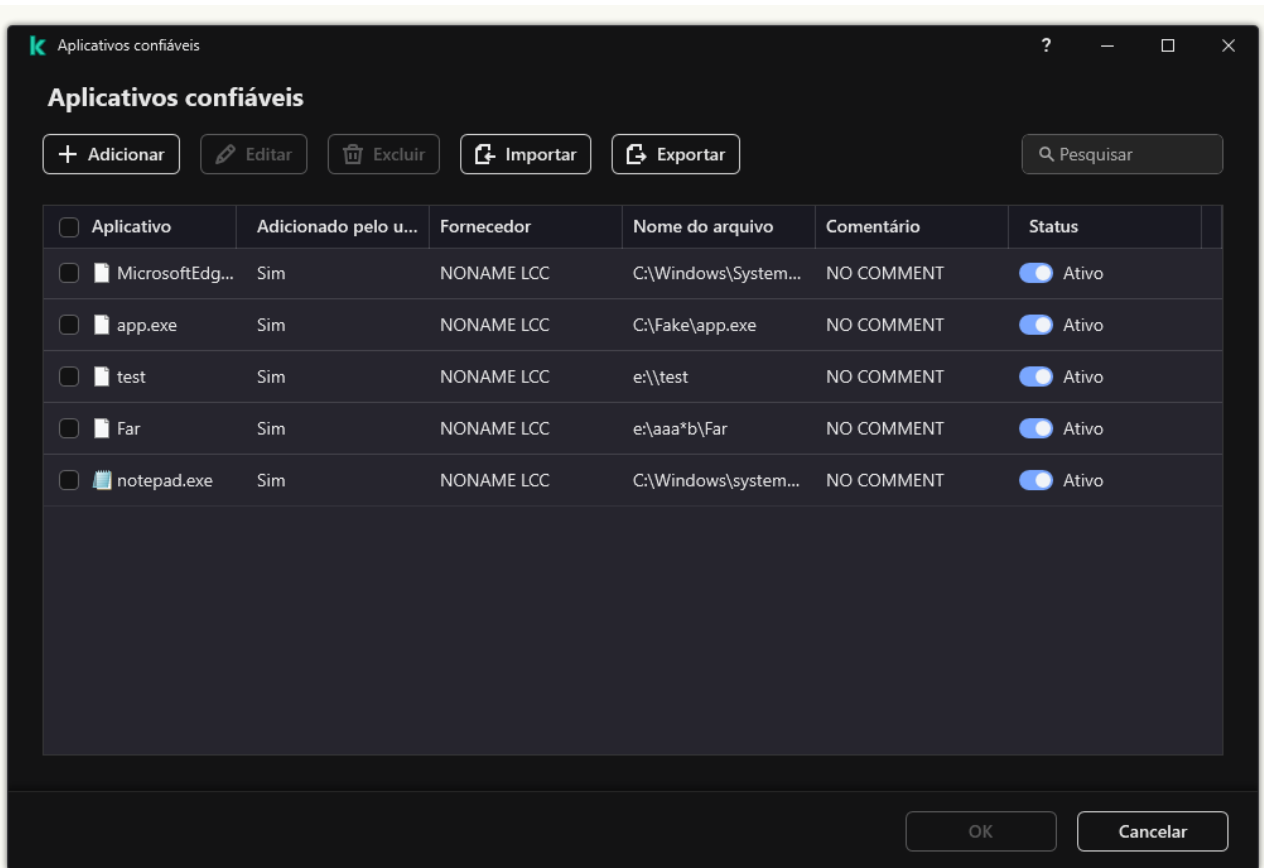 Aplicativos confiáveis
?
Aplicativos confiáveis
Adicionar Editar Excluir Importar Exportar Pesquisar
Aplicativo Adicionado pelo u... Fornecedor Nome do arquivo Comentário Status
MicrosoftEdg... Sim NONAME LCC C:\Windows\System... NO COMMENT Ativo
app.exe Sim NONAME LCC C:\Fake\app.exe NO COMMENT Ativo
test Sim NONAME LCC e:\\test NO COMMENT Ativo
Far Sim NONAME LCC e:\aaa*b\Far NO COMMENT Ativo
notepad.exe Sim NONAME LCC C:\Windows\system... NO COMMENT Ativo
OK Cancelar